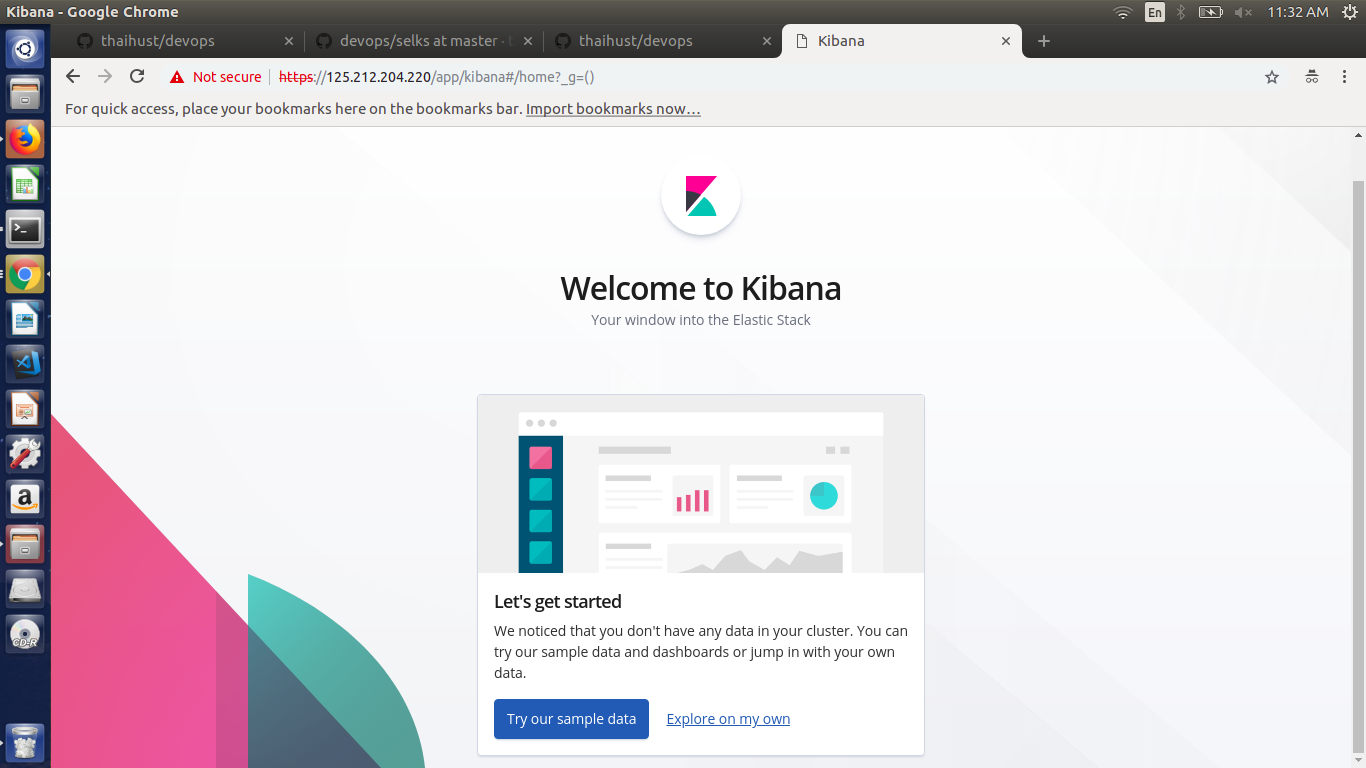 Kibana - Google Chrome
En
11:32 AM
thaihust/devops
devops/selks at master · t
thaihust/devops
Kibana
Not secure
https://125.212.204.220/app/kibana#/home?_g=()
For quick access, place your bookmarks here on the bookmarks bar. Import bookmarks now…
Welcome to Kibana
Your window into the Elastic Stack
Let's get started
We noticed that you don't have any data in your cluster. You can
try our sample data and dashboards or jump in with your own
data.
Try our sample data
Explore on my own
CD-R